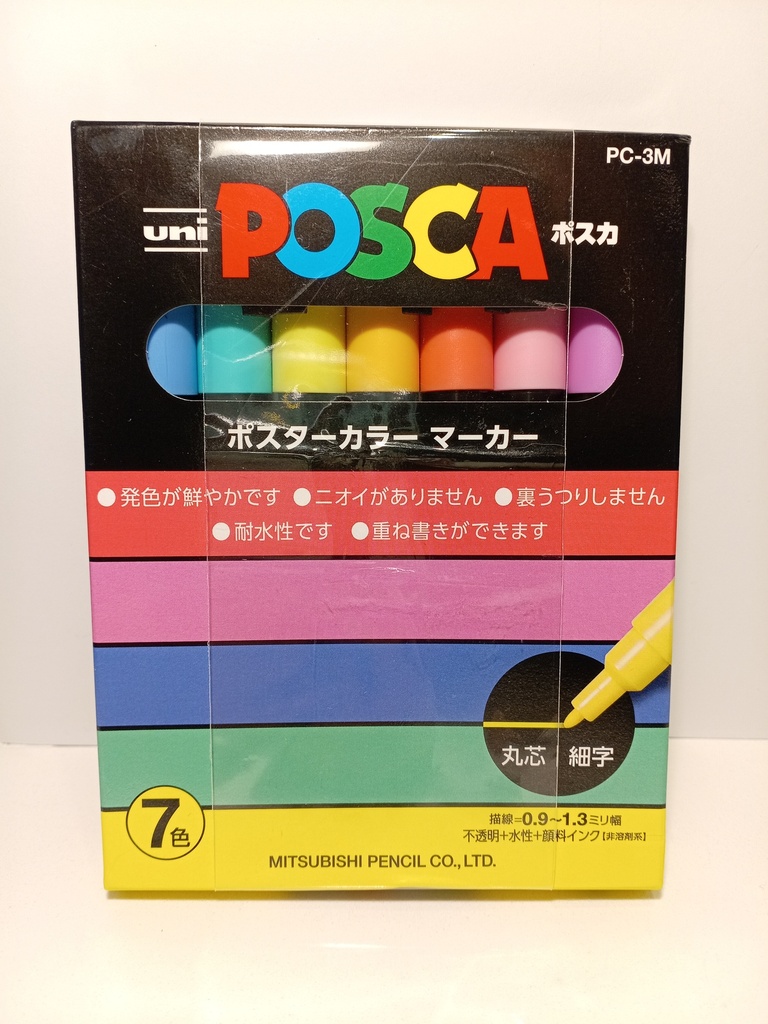 PC-3M
uni POSCA ポスカ
ポスターカラー マーカー
●発色が鮮やかです ●ニオイがありません ●裏うつりしません
●耐水性です ●重ね書きができます
丸芯 細字
7色
描線=0.9〜1.3ミリ幅
不透明+水性+顔料インク【非溶剤系】
MITSUBISHI PENCIL CO., LTD.